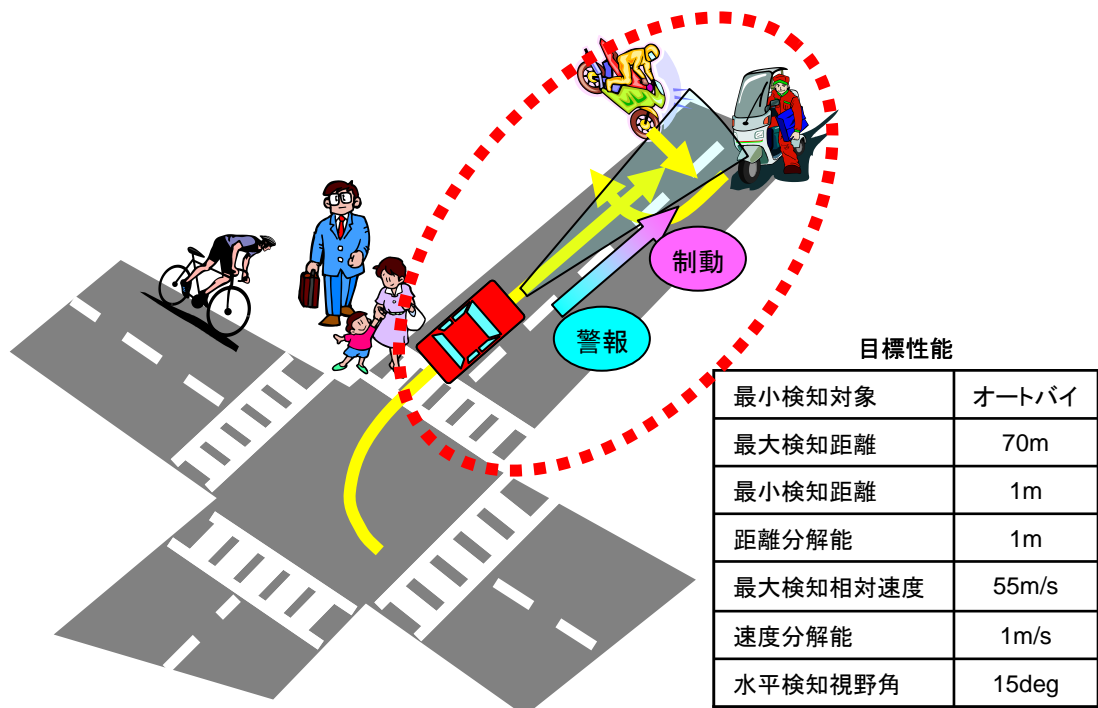 制動
警報
目標性能
最小検知対象 オートバイ
最大検知距離 70m
最小検知距離 1m
距離分解能 1m
最大検知相対速度 55m/s
速度分解能 1m/s
水平検知視野角 15deg